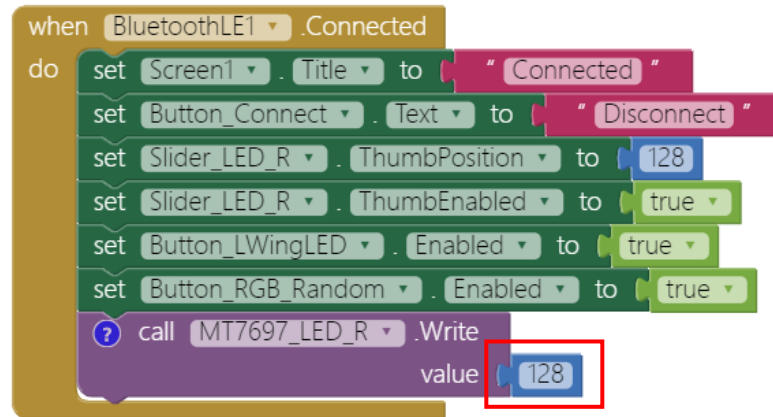 when BluetoothLE1 .Connected
do set Screen1 . Title to " Connected "
set Button_Connect . Text to " Disconnect "
set Slider_LED_R . ThumbPosition to 128
set Slider_LED_R . ThumbEnabled to true
set Button_LWingLED . Enabled to true
set Button_RGB_Random . Enabled to true
? call MT7697_LED_R .Write
value 128